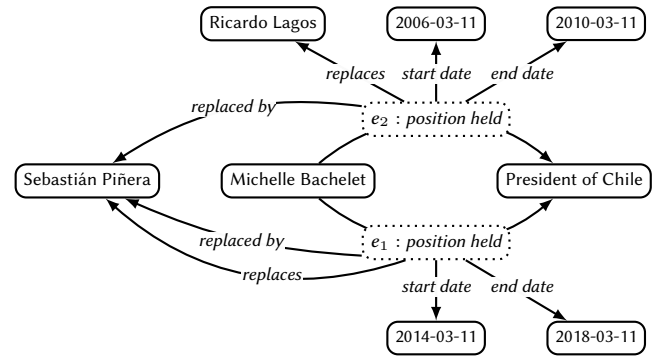 Ricardo Lagos
2006-03-11
2010-03-11
replaces
start date
end date
replaced by
e₂ : position held
Sebastián Piñera
Michelle Bachelet
President of Chile
replaced by
e₁ : position held
replaces
start date
end date
2014-03-11
2018-03-11